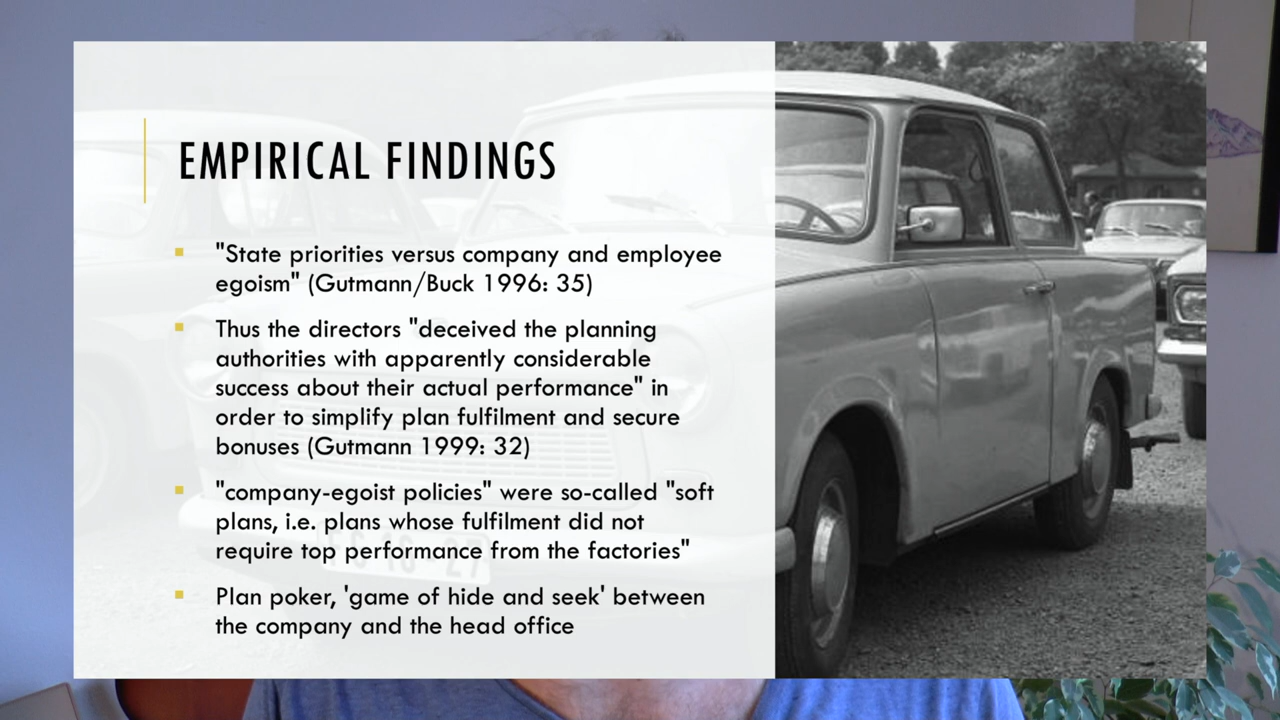 EMPIRICAL FINDINGS
"State priorities versus company and employee
egoism" (Gutmann/Buck 1996: 35)
Thus the directors "deceived the planning
authorities with apparently considerable
success about their actual performance" in
order to simplify plan fulfilment and secure
bonuses (Gutmann 1999: 32)
"company-egoist policies" were so-called "soft
plans, i.e. plans whose fulfilment did not
require top performance from the factories"
Plan poker, 'game of hide and seek' between
the company and the head office